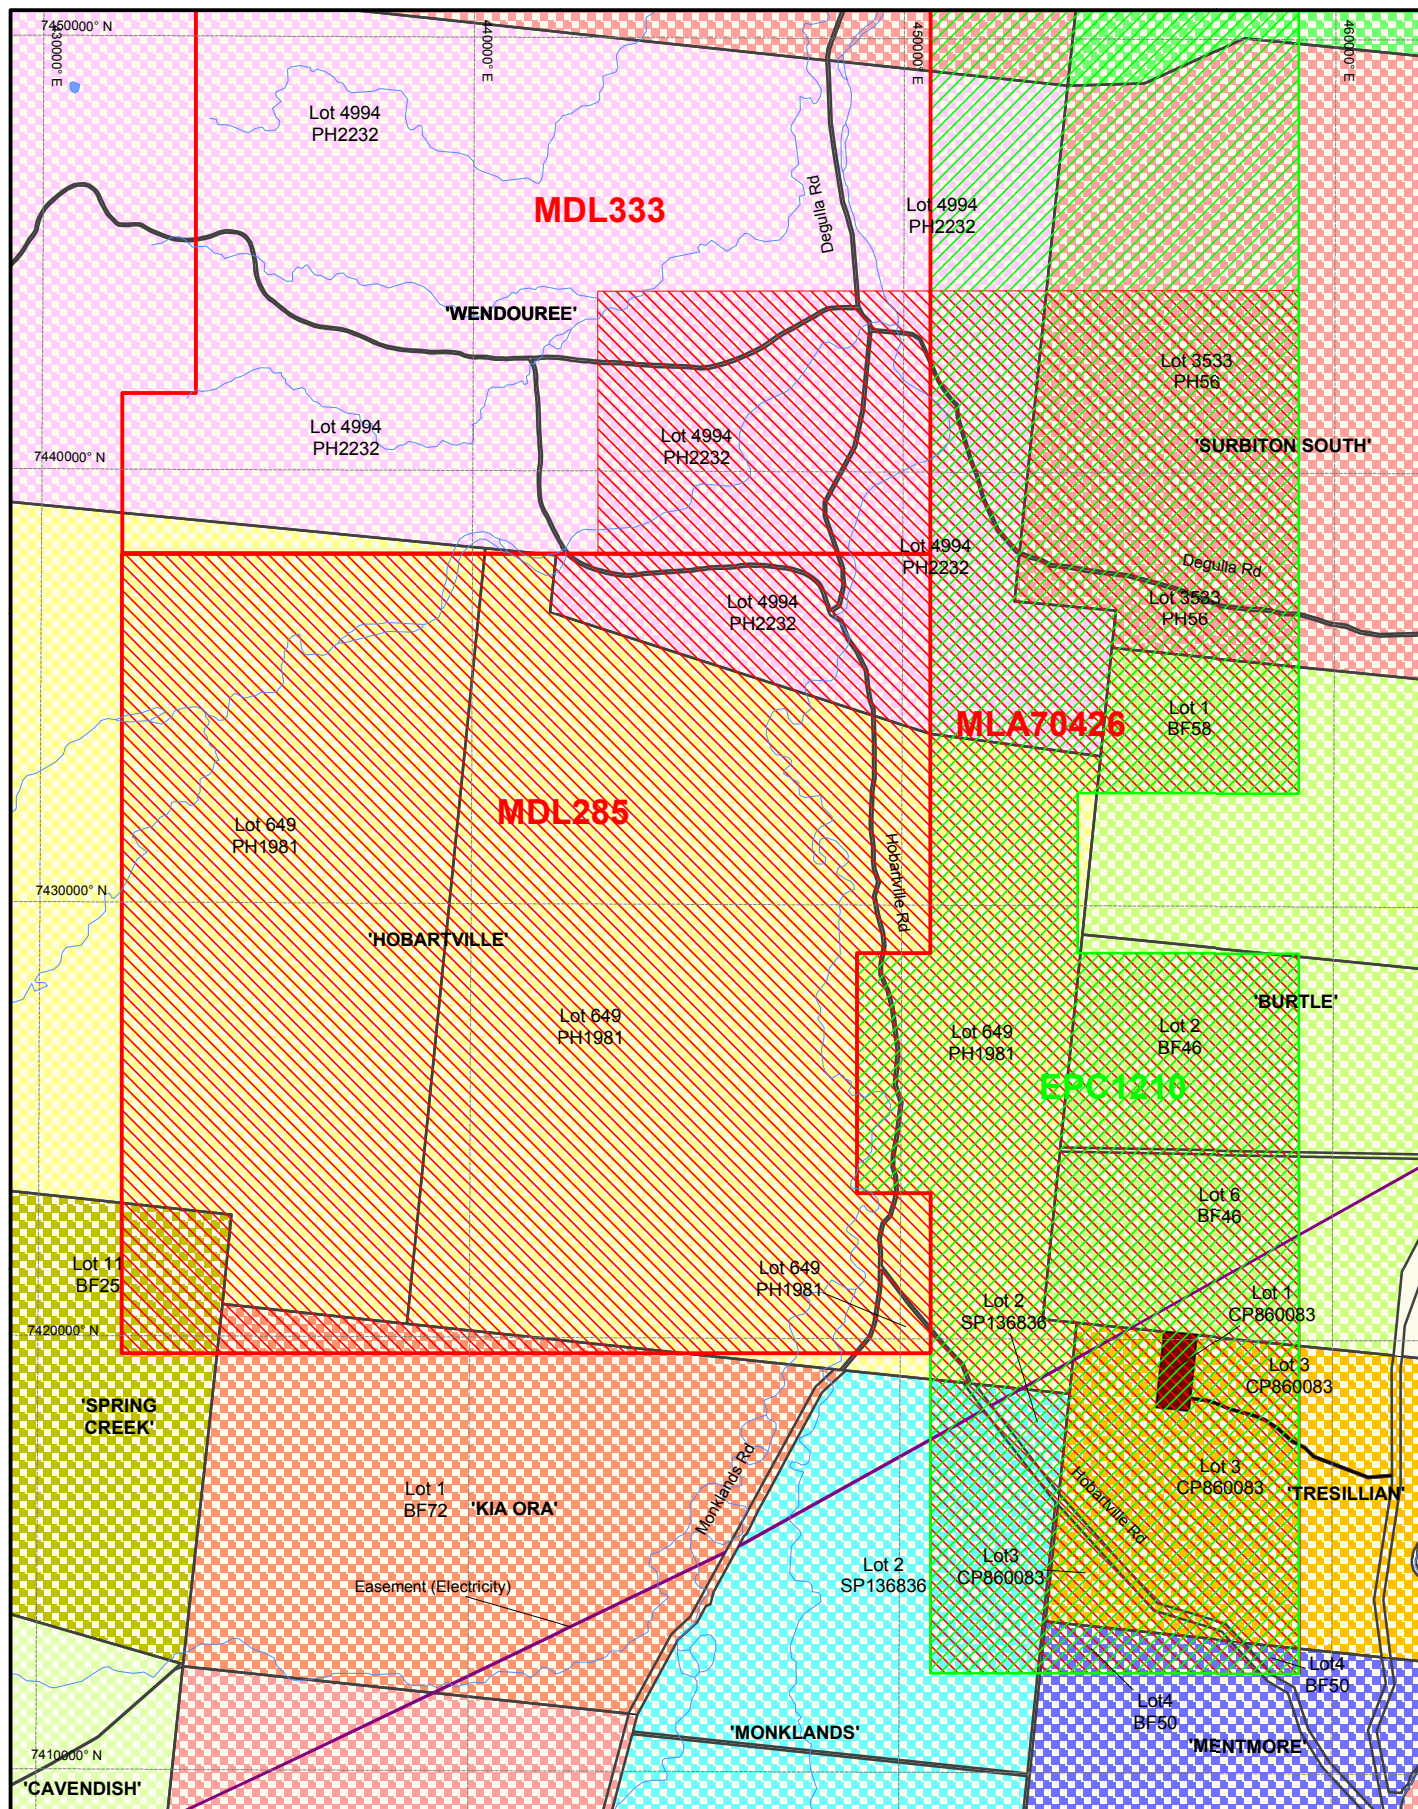 7450000° N
430000° E
440000° E
450000° E
460000° E
Lot 4994
PH2232
MDL333
Degulla Rd
Lot 4994
PH2232
'WENDOUREE'
Lot 3533
PH56
Lot 4994
PH2232
Lot 4994
PH2232
'SURBITON SOUTH'
7440000° N
Lot 4994
PH2232
Degulla Rd
Lot 4994
PH2232
Lot 3533
PH56
MLA70426
Lot 1
BF58
MDL285
Lot 649
PH1981
Hobartville Rd
7430000° N
'HOBARTVILLE'
'BURTLE'
Lot 649
PH1981
Lot 649
PH1981
Lot 2
BF46
EPC1210
Lot 6
BF46
Lot 11
BF25
Lot 649
PH1981
Lot 2
SP136836
Lot 1
CP860083
7420000° N
Lot 3
CP860083
'SPRING
CREEK'
Monklands Rd
Lot 1
BF72
'KIA ORA'
Hobartville Rd
Lot 3
CP860083
'TRESILLIAN'
Lot 2
SP136836
Lot3
CP860083
Easement (Electricity)
Lot4
BF50
Lot4
BF50
'MONKLANDS'
'MENTMORE'
7410000° N
'CAVENDISH'